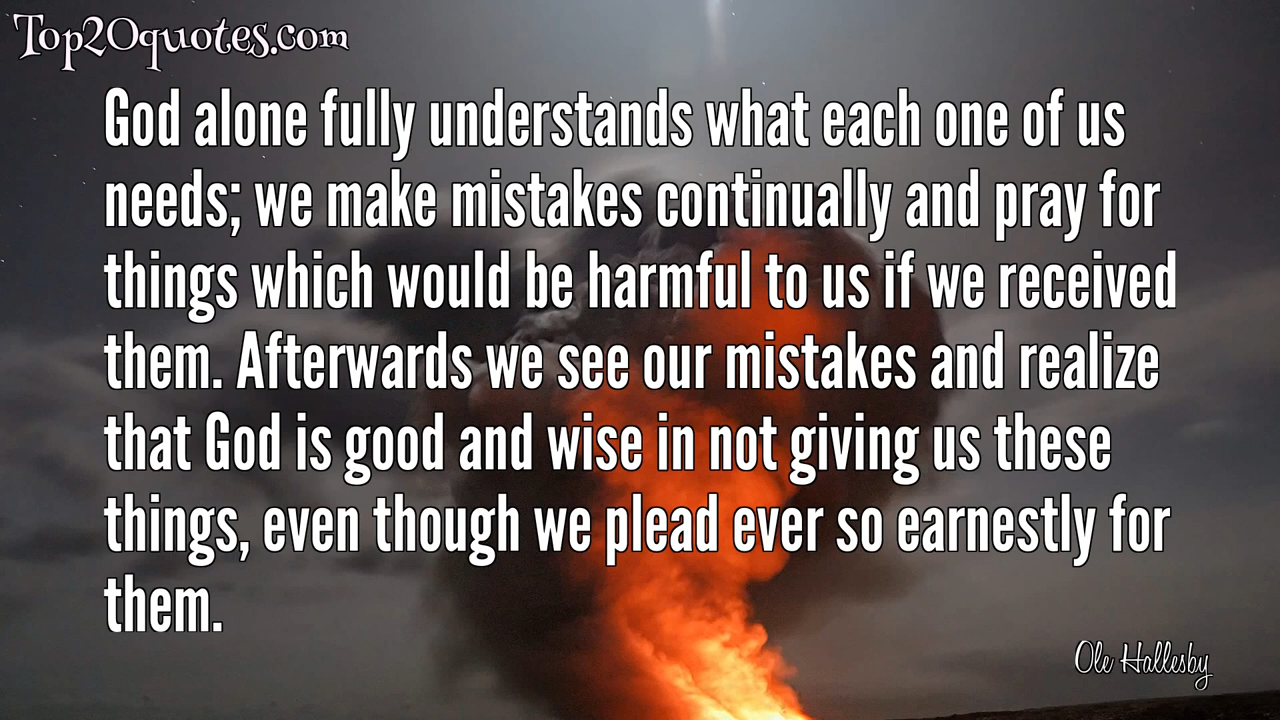 Top20quotes.com
God alone fully understands what each one of us
needs; we make mistakes continually and pray for
things which would be harmful to us if we received
them. Afterwards we see our mistakes and realize
that God is good and wise in not giving us these
things, even though we plead ever so earnestly for
them.
Ole Hallesby